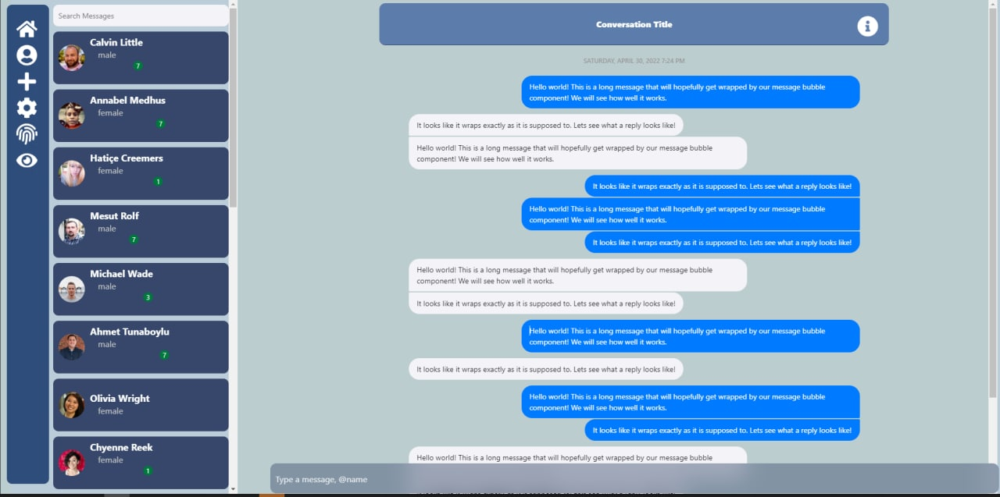 Search Messages
Calvin Little
male
7
Annabel Medhus
female
7
Hatiçe Creemers
female
1
Mesut Rolf
male
7
Michael Wade
male
3
Ahmet Tunaboylu
male
7
Olivia Wright
female
Chyenne Reek
female
1
Conversation Title
SATURDAY, APRIL 30, 2022 7:24 PM
Hello world! This is a long message that will hopefully get wrapped by our message bubble
component! We will see how well it works.
It looks like it wraps exactly as it is supposed to. Lets see what a reply looks like!
Hello world! This is a long message that will hopefully get wrapped by our message bubble
component! We will see how well it works.
It looks like it wraps exactly as it is supposed to. Lets see what a reply looks like!
Hello world! This is a long message that will hopefully get wrapped by our message bubble
component! We will see how well it works.
It looks like it wraps exactly as it is supposed to. Lets see what a reply looks like!
Hello world! This is a long message that will hopefully get wrapped by our message bubble
component! We will see how well it works.
It looks like it wraps exactly as it is supposed to. Lets see what a reply looks like!
Hello world! This is a long message that will hopefully get wrapped by our message bubble
component! We will see how well it works.
It looks like it wraps exactly as it is supposed to. Lets see what a reply looks like!
Hello world! This is a long message that will hopefully get wrapped by our message bubble
component! We will see how well it works.
It looks like it wraps exactly as it is supposed to. Lets see what a reply looks like!
Hello world! This is a long message that will hopefully get wrapped by our message bubble
Type a message, @name